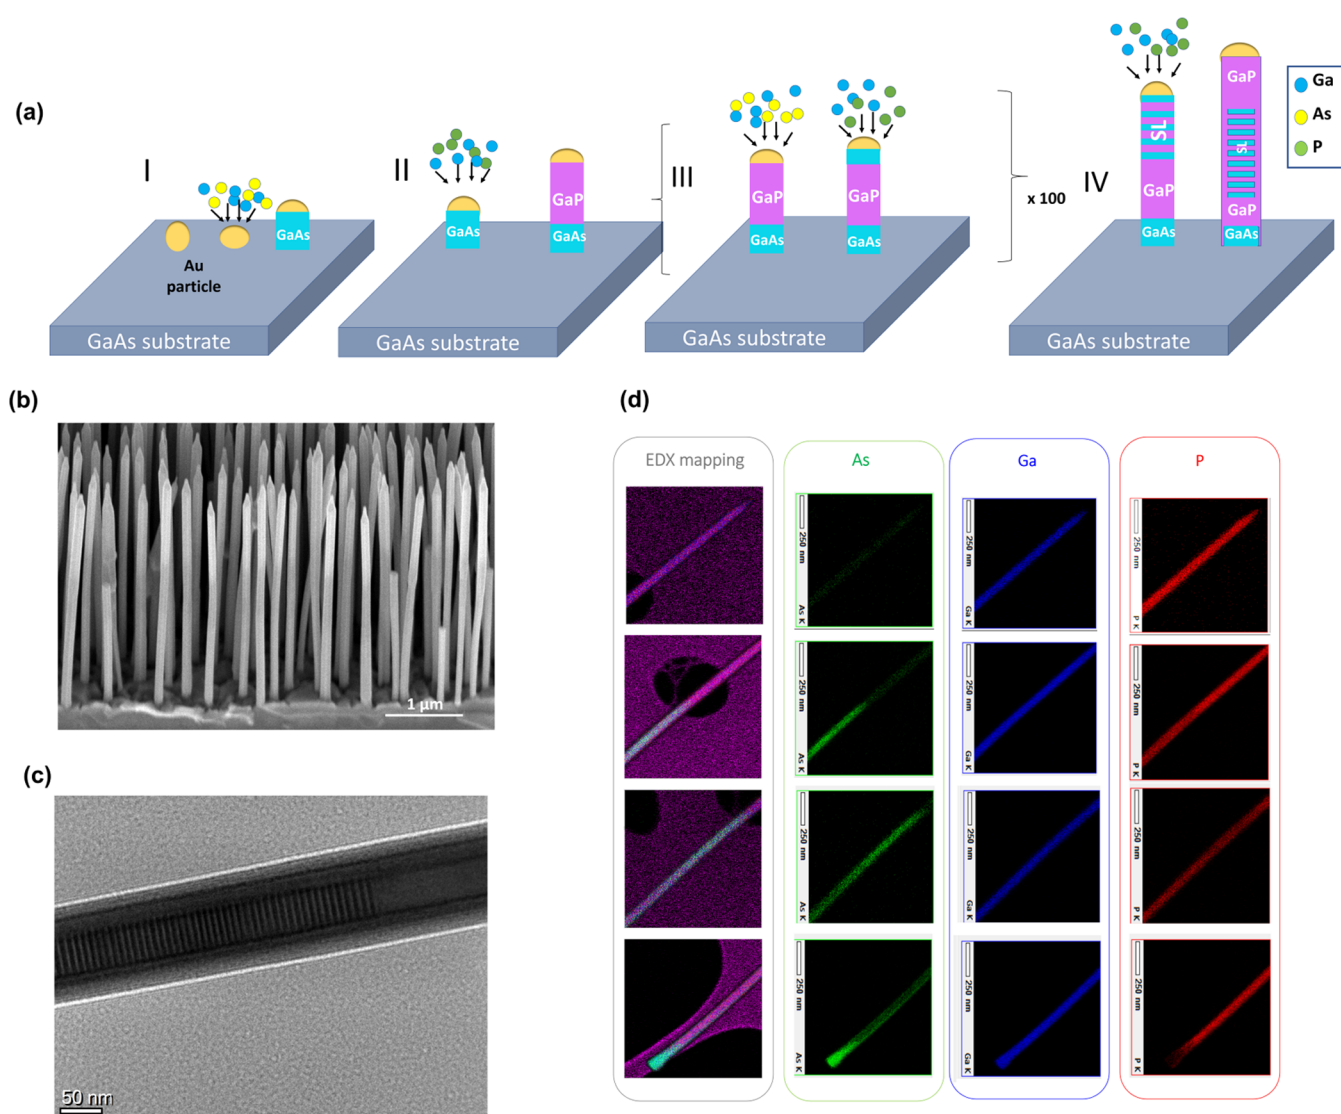 (a)
I
II
III
x 100
IV
Ga
As
P
Au
particle
GaAs
GaAs substrate
GaAs
GaP
GaAs
GaAs substrate
GaP
GaAs
GaP
GaAs
GaAs substrate
SL
GaP
GaAs
GaP
SL
GaP
GaAs
GaAs substrate
(b)
1 µm
(c)
50 nm
(d)
EDX mapping
As
Ga
P
250 nm
As K
250 nm
Ga K
250 nm
P K
250 nm
As K
250 nm
Ga K
250 nm
P K
250 nm
As K
250 nm
Ga K
250 nm
P K
250 nm
As K
250 nm
Ga K
250 nm
P K